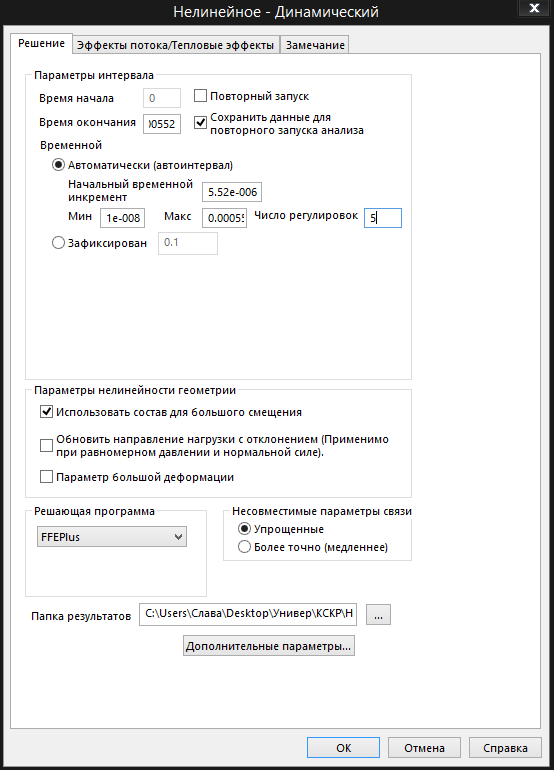 Нелинейное - Динамический
Решение
Эффекты потока/Тепловые эффекты
Замечание
Параметры интервала
Время начала
0
Повторный запуск
Время окончания
00552
Сохранить данные для
повторного запуска анализа
Временной
Автоматически (автоинтервал)
Начальный временной
инкремент
5.52e-006
Мин
1e-008
Макс
0.00055
Число регулировок
5
Зафиксирован
0.1
Параметры нелинейности геометрии
Использовать состав для большого смещения
Обновить направление нагрузки с отклонением (Применимо
при равномерном давлении и нормальной силе).
Параметр большой деформации
Решающая программа
FFEPlus
Несовместимые параметры связи
Упрощенные
Более точно (медленнее)
Папка результатов
C:\Users\Слава\Desktop\Универ\КСКР\Н
...
Дополнительные параметры...
OK
Отмена
Справка